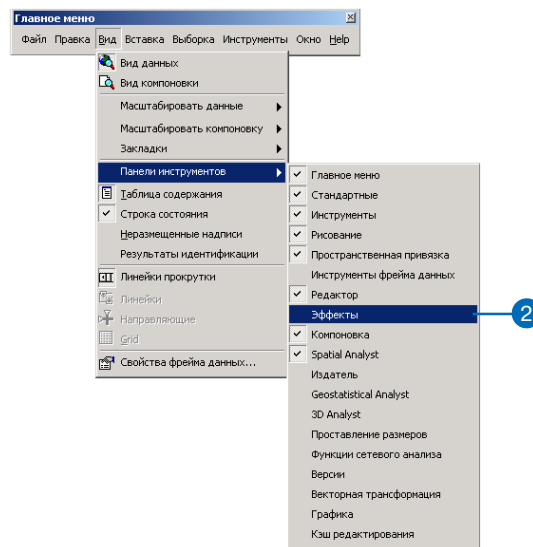 Главное меню
Файл Правка Вид Вставка Выборка Инструменты Окно Help
Вид данных
Вид компоновки
Масштабировать данные
Масштабировать компоновку
Закладки
Панели инструментов
Таблица содержания
Строка состояния
Неразмещенные надписи
Результаты идентификации
Линейки прокрутки
Линейки
Направляющие
Grid
Свойства фрейма данных...
Главное меню
Стандартные
Инструменты
Рисование
Пространственная привязка
Инструменты фрейма данных
Редактор
Эффекты
2
Компоновка
Spatial Analyst
Издатель
Geostatistical Analyst
3D Analyst
Проставление размеров
Функции сетевого анализа
Версии
Векторная трансформация
Графика
Кэш редактирования